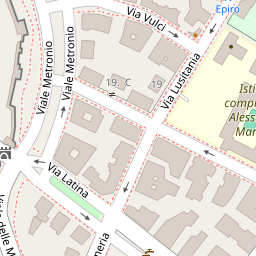 Via Vulci
Epiro
Viale Metronio
Viale Metronio
Via Lusitania
19. C
19
Isti
compr
Aless
Mar
Via Latina